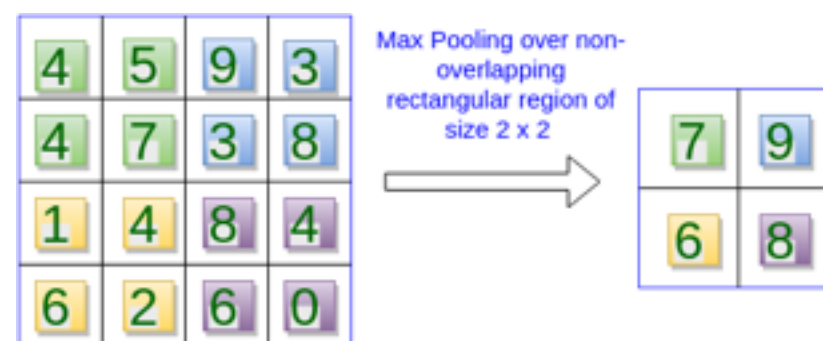 4 5 9 3
4 7 3 8
1 4 8 4
6 2 6 0
Max Pooling over non-
overlapping
rectangular region of
size 2 x 2
7 9
6 8